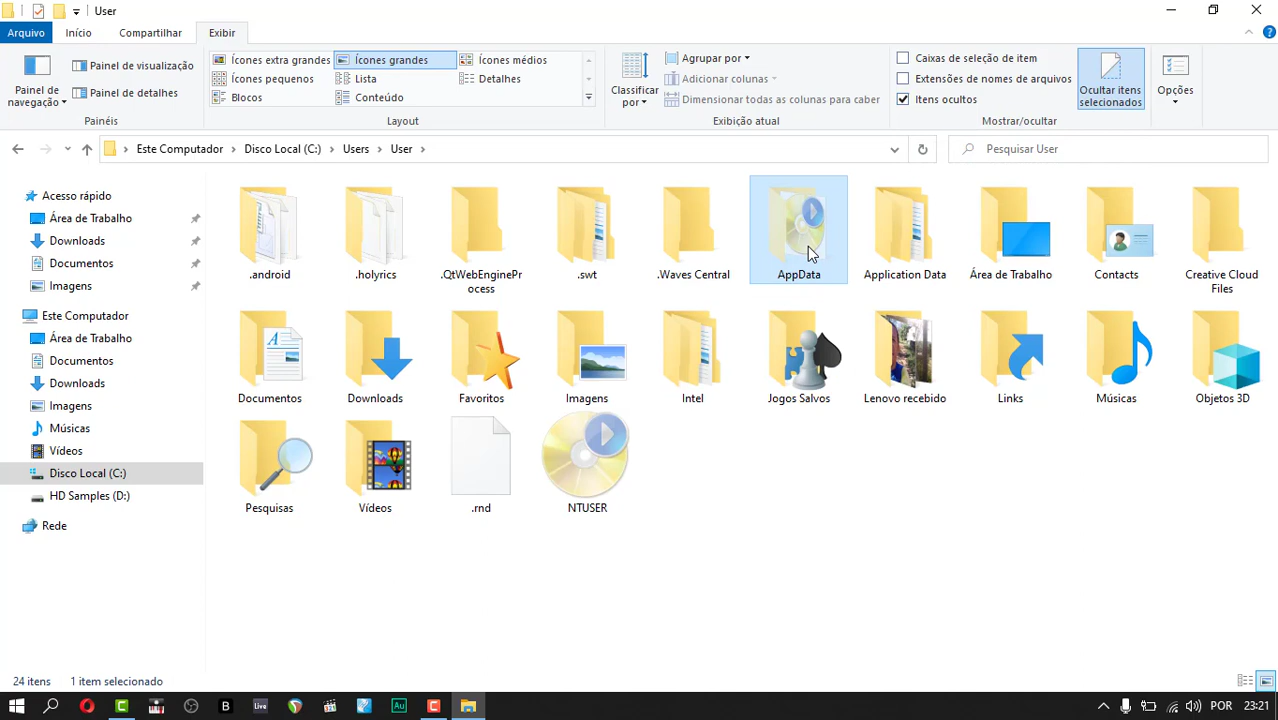 User
Arquivo Início Compartilhar Exibir
Painel de navegação
Painel de visualização
Painel de detalhes
Painéis
Ícones extra grandes Ícones grandes Ícones médios
Ícones pequenos Lista Detalhes
Blocos Conteúdo
Layout
Classificar por
Agrupar por
Adicionar colunas
Dimensionar todas as colunas para caber
Exibição atual
Caixas de seleção de item
Extensões de nomes de arquivos
Itens ocultos
Ocultar itens selecionados
Mostrar/ocultar
Opções
Este Computador Disco Local (C:) Users User
Pesquisar User
Acesso rápido
Área de Trabalho
Downloads
Documentos
Imagens
Este Computador
Área de Trabalho
Documentos
Downloads
Imagens
Músicas
Vídeos
Disco Local (C:)
HD Samples (D:)
Rede
.android .holyrics .QtWebEnginePr
ocess .swt .Waves Central AppData Application Data Área de Trabalho Contacts Creative Cloud
Files
Documentos Downloads Favoritos Imagens Intel Jogos Salvos Lenovo recebido Links Músicas Objetos 3D
Pesquisas Vídeos .rnd NTUSER
24 itens 1 item selecionado
B Live Au C POR 23:21